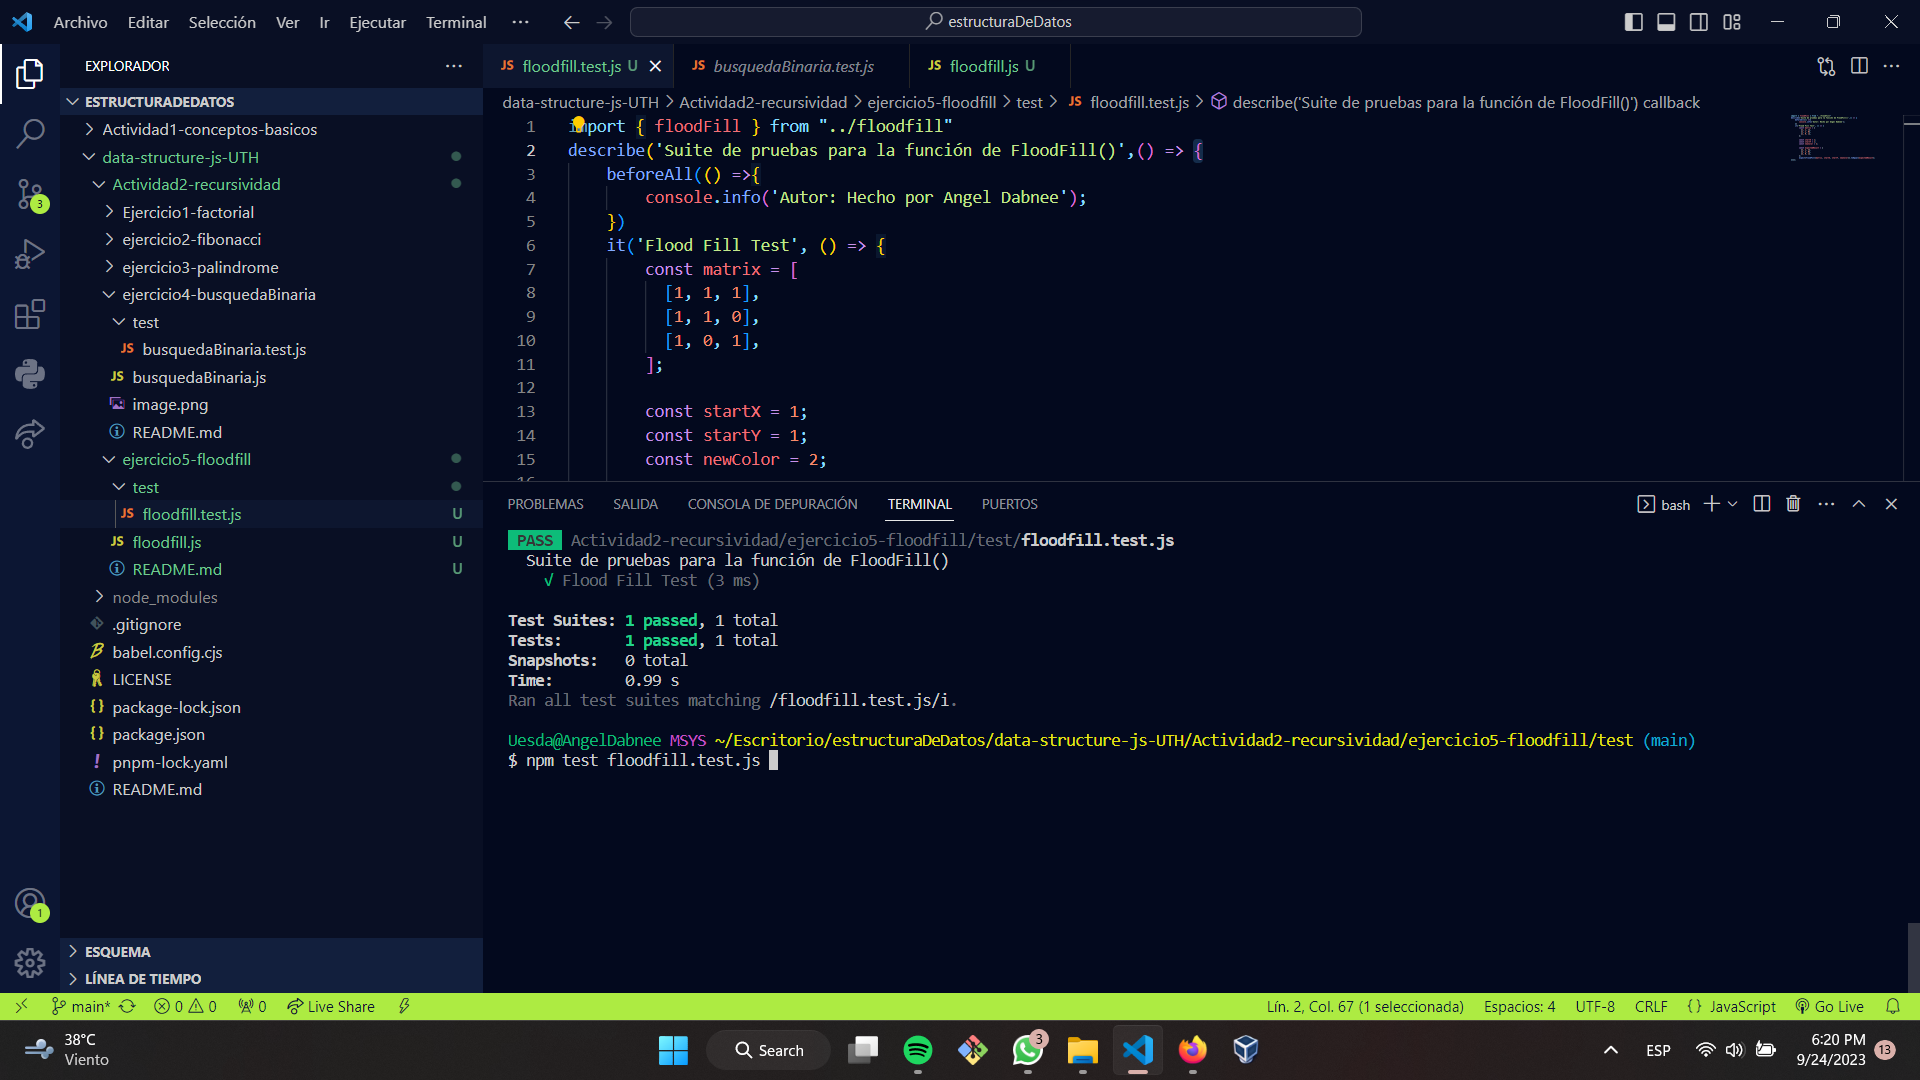 Archivo Editar Selección Ver Ir Ejecutar Terminal ··· estructuraDeDatos
EXPLORADOR ···
ESTRUCTURADEDATOS
Actividad1-conceptos-basicos
data-structure-js-UTH
Actividad2-recursividad
Ejercicio1-factorial
ejercicio2-fibonacci
ejercicio3-palindrome
ejercicio4-busquedaBinaria
test
JS busquedaBinaria.test.js
JS busquedaBinaria.js
image.png
README.md
ejercicio5-floodfill
test
JS floodfill.test.js U
JS floodfill.js U
README.md U
node_modules
.gitignore
babel.config.cjs
LICENSE
{} package-lock.json
{} package.json
! pnpm-lock.yaml
README.md
ESQUEMA
LÍNEA DE TIEMPO
3
1
JS floodfill.test.js U JS busquedaBinaria.test.js JS floodfill.js U
data-structure-js-UTH > Actividad2-recursividad > ejercicio5-floodfill > test > JS floodfill.test.js > describe('Suite de pruebas para la función de FloodFill()') callback
1 import { floodFill } from "../floodfill"
2 describe('Suite de pruebas para la función de FloodFill()',() => {
3 beforeAll(() =>{
4 console.info('Autor: Hecho por Angel Dabnee');
5 })
6 it('Flood Fill Test', () => {
7 const matrix = [
8 [1, 1, 1],
9 [1, 1, 0],
10 [1, 0, 1],
11 ];
12
13 const startX = 1;
14 const startY = 1;
15 const newColor = 2;
PROBLEMAS SALIDA CONSOLA DE DEPURACIÓN TERMINAL PUERTOS bash
PASS Actividad2-recursividad/ejercicio5-floodfill/test/floodfill.test.js
Suite de pruebas para la función de FloodFill()
√ Flood Fill Test (3 ms)
Test Suites: 1 passed, 1 total
Tests: 1 passed, 1 total
Snapshots: 0 total
Time: 0.99 s
Ran all test suites matching /floodfill.test.js/i.
Uesda@AngelDabnee MSYS ~/Escritorio/estructuraDeDatos/data-structure-js-UTH/Actividad2-recursividad/ejercicio5-floodfill/test (main)
$ npm test floodfill.test.js
main* 0 0 0 Live Share Lín. 2, Col. 67 (1 seleccionada) Espacios: 4 UTF-8 CRLF {} JavaScript Go Live
38°C
Viento
Search
3
ESP
6:20 PM
9/24/2023
13